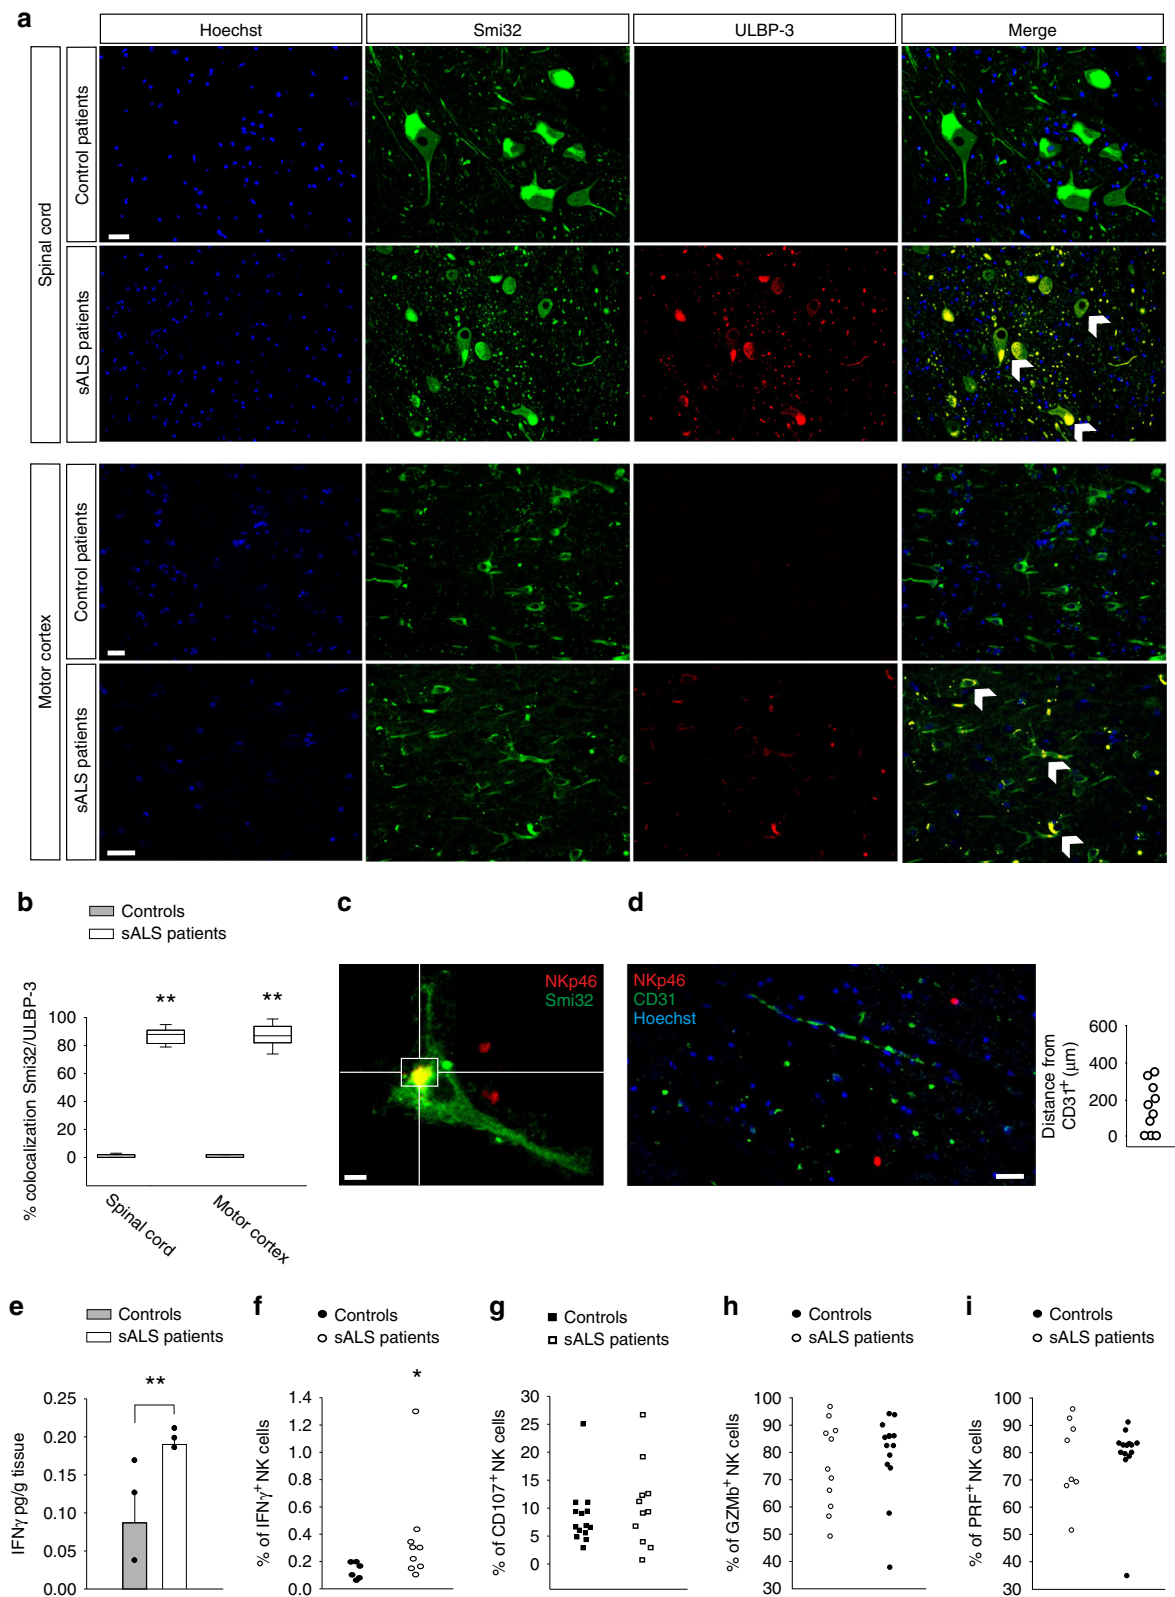 a
Hoechst Smi32 ULBP-3 Merge
Spinal cord
Control patients
sALS patients
Motor cortex
Control patients
sALS patients
b
Controls
sALS patients
% colocalization Smi32/ULBP-3
100
80
60
40
20
0
** **
Spinal cord
Motor cortex
c
NKp46
Smi32
d
NKp46
CD31
Hoechst
Distance from
CD31+ (μm)
600
400
200
0
e
Controls
sALS patients
**
IFNγ pg/g tissue
0.25
0.20
0.15
0.10
0.05
0.00
f
Controls
sALS patients
*
% of IFNγ+ NK cells
1.4
1.2
1.0
0.8
0.6
0.4
0.2
0.0
g
Controls
sALS patients
% of CD107+ NK cells
30
25
20
15
10
5
0
h
Controls
sALS patients
% of GZMb+ NK cells
100
90
80
70
60
50
40
30
i
Controls
sALS patients
% of PRF+ NK cells
100
90
80
70
60
50
40
30